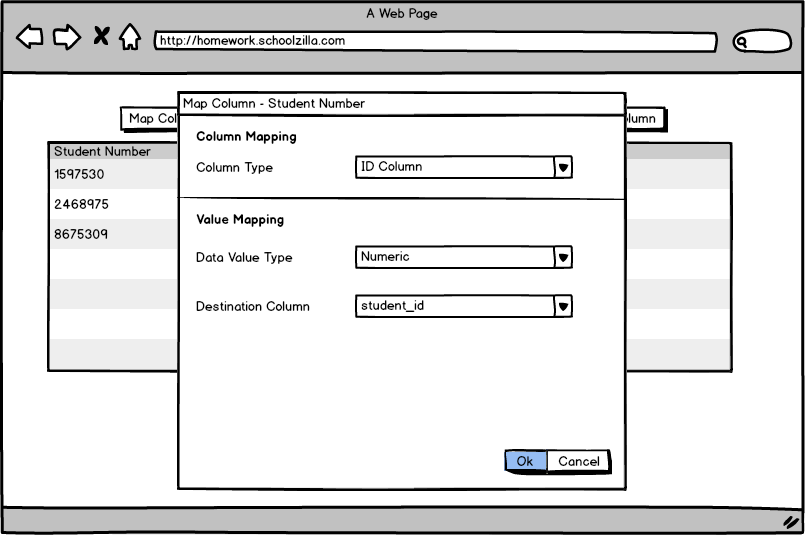 A Web Page
http://homework.schoolzilla.com
Map Column - Student Number
Map Col
lumn
Column Mapping
Column Type
ID Column
Student Number
1597530
2468975
8675309
Value Mapping
Data Value Type
Numeric
Destination Column
student_id
Ok
Cancel